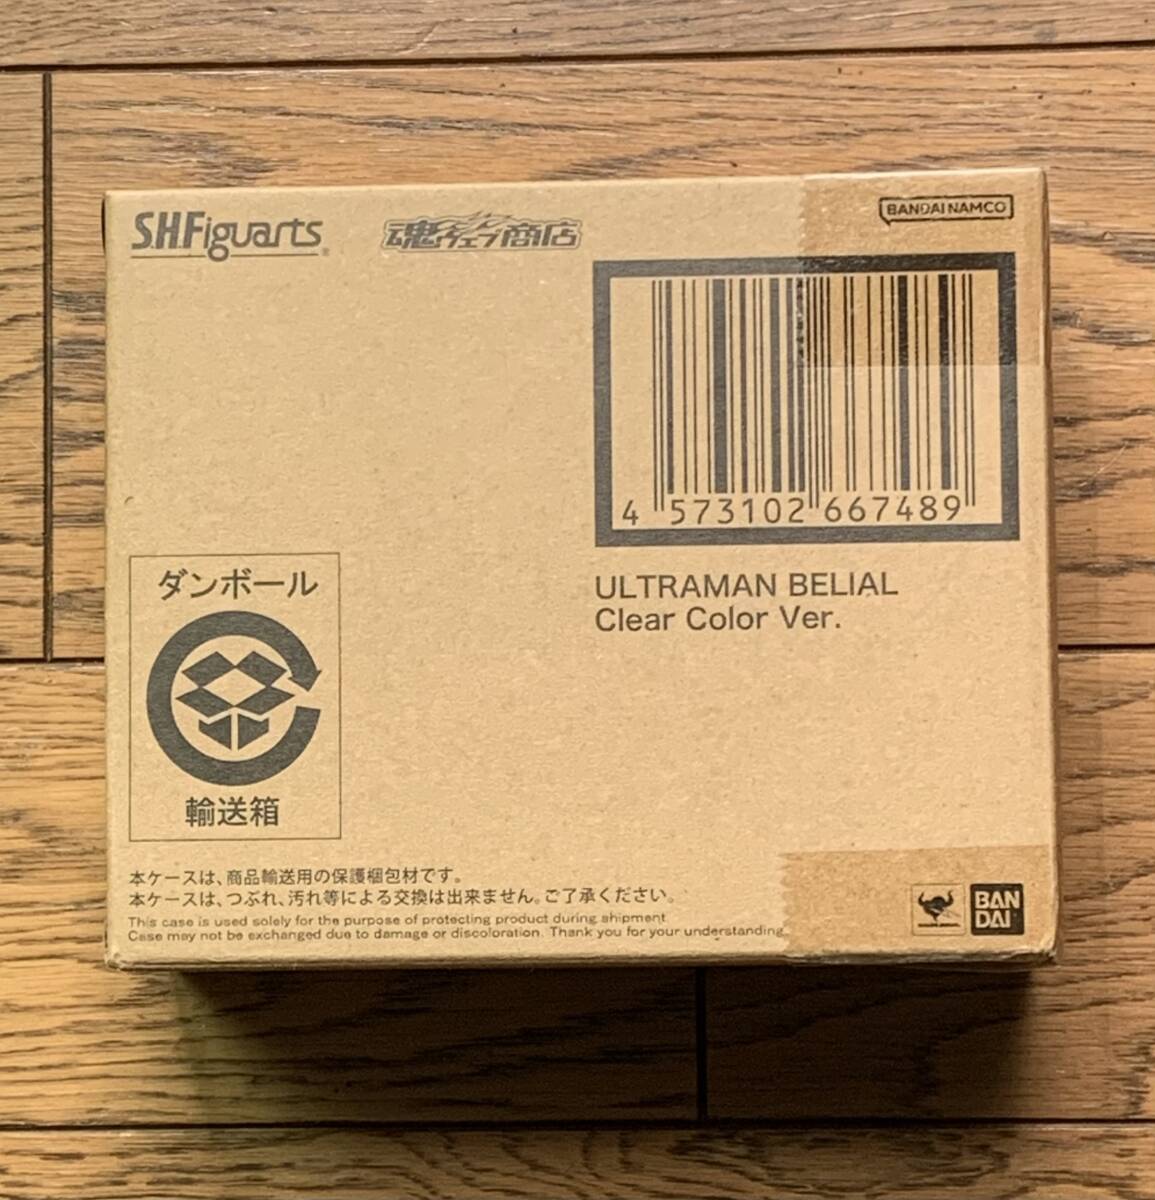 S.H.Figuarts
魂ウェブ商店
BANDAI NAMCO
4 573102 667489
ULTRAMAN BELIAL
Clear Color Ver.
ダンボール
輸送箱
本ケースは、商品輸送用の保護梱包材です。
本ケースは、つぶれ、汚れ等による交換は出来ません。ご了承ください。
This case is used solely for the purpose of protecting product during shipment.
Case may not be exchanged due to damage or discoloration. Thank you for your understanding.
BAN
DAI